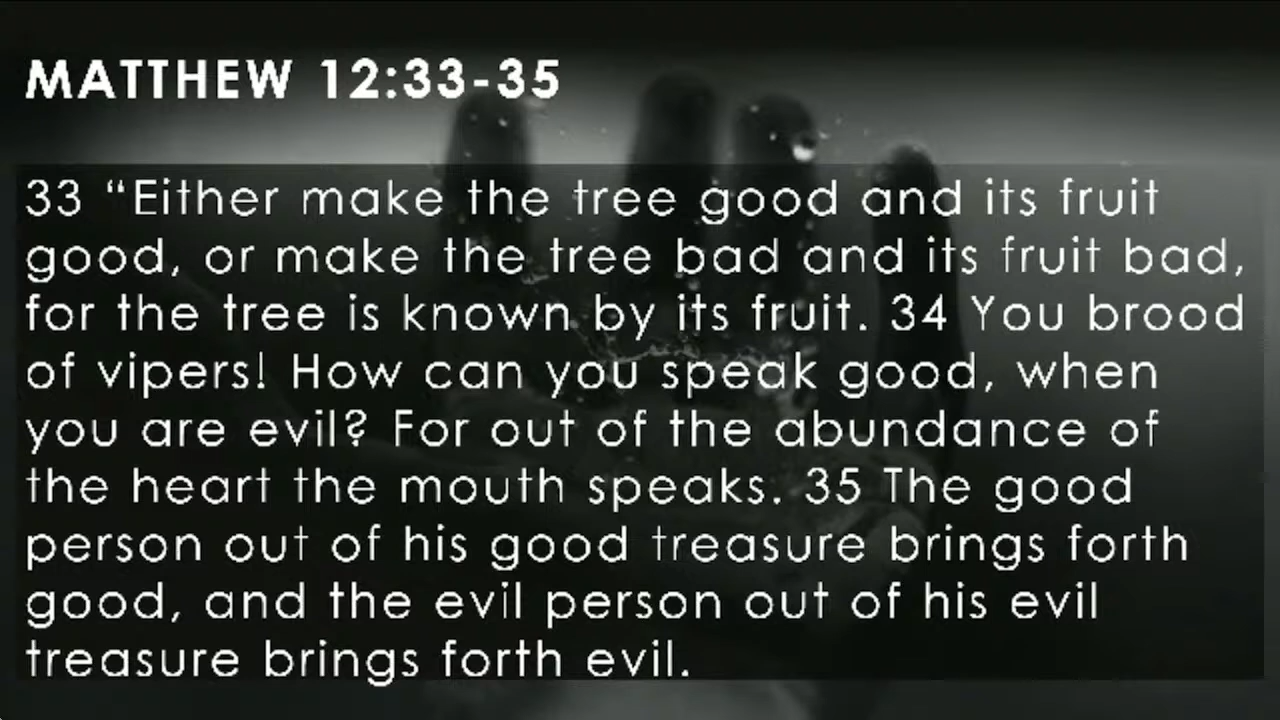 MATTHEW 12:33-35
33 “Either make the tree good and its fruit
good, or make the tree bad and its fruit bad,
for the tree is known by its fruit. 34 You brood
of vipers! How can you speak good, when
you are evil? For out of the abundance of
the heart the mouth speaks. 35 The good
person out of his good treasure brings forth
good, and the evil person out of his evil
treasure brings forth evil.